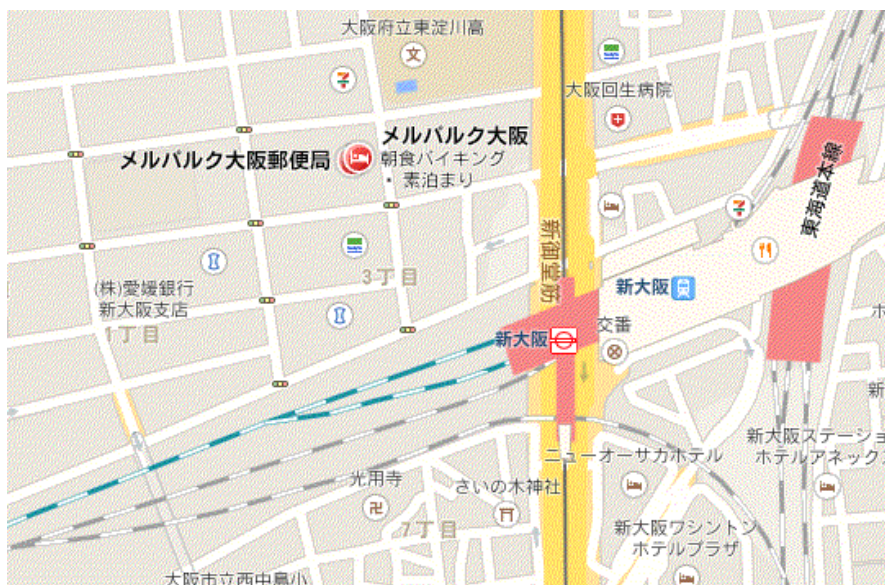 大阪府立東淀川高
文
大阪回生病院
メルパルク大阪
メルパルク大阪郵便局
朝食バイキング
・ 素泊まり
東海道本線
新御堂筋
3丁目
(株)愛媛銀行
新大阪支店
1丁目
新大阪
新大阪
交番
ニューオーサカホテル
新大阪ステーショ
ホテルアネックス
光用寺
卍
さいの木神社
7丁目
新大阪ワシントン
ホテルプラザ
大阪市立西中島小
ホ
新